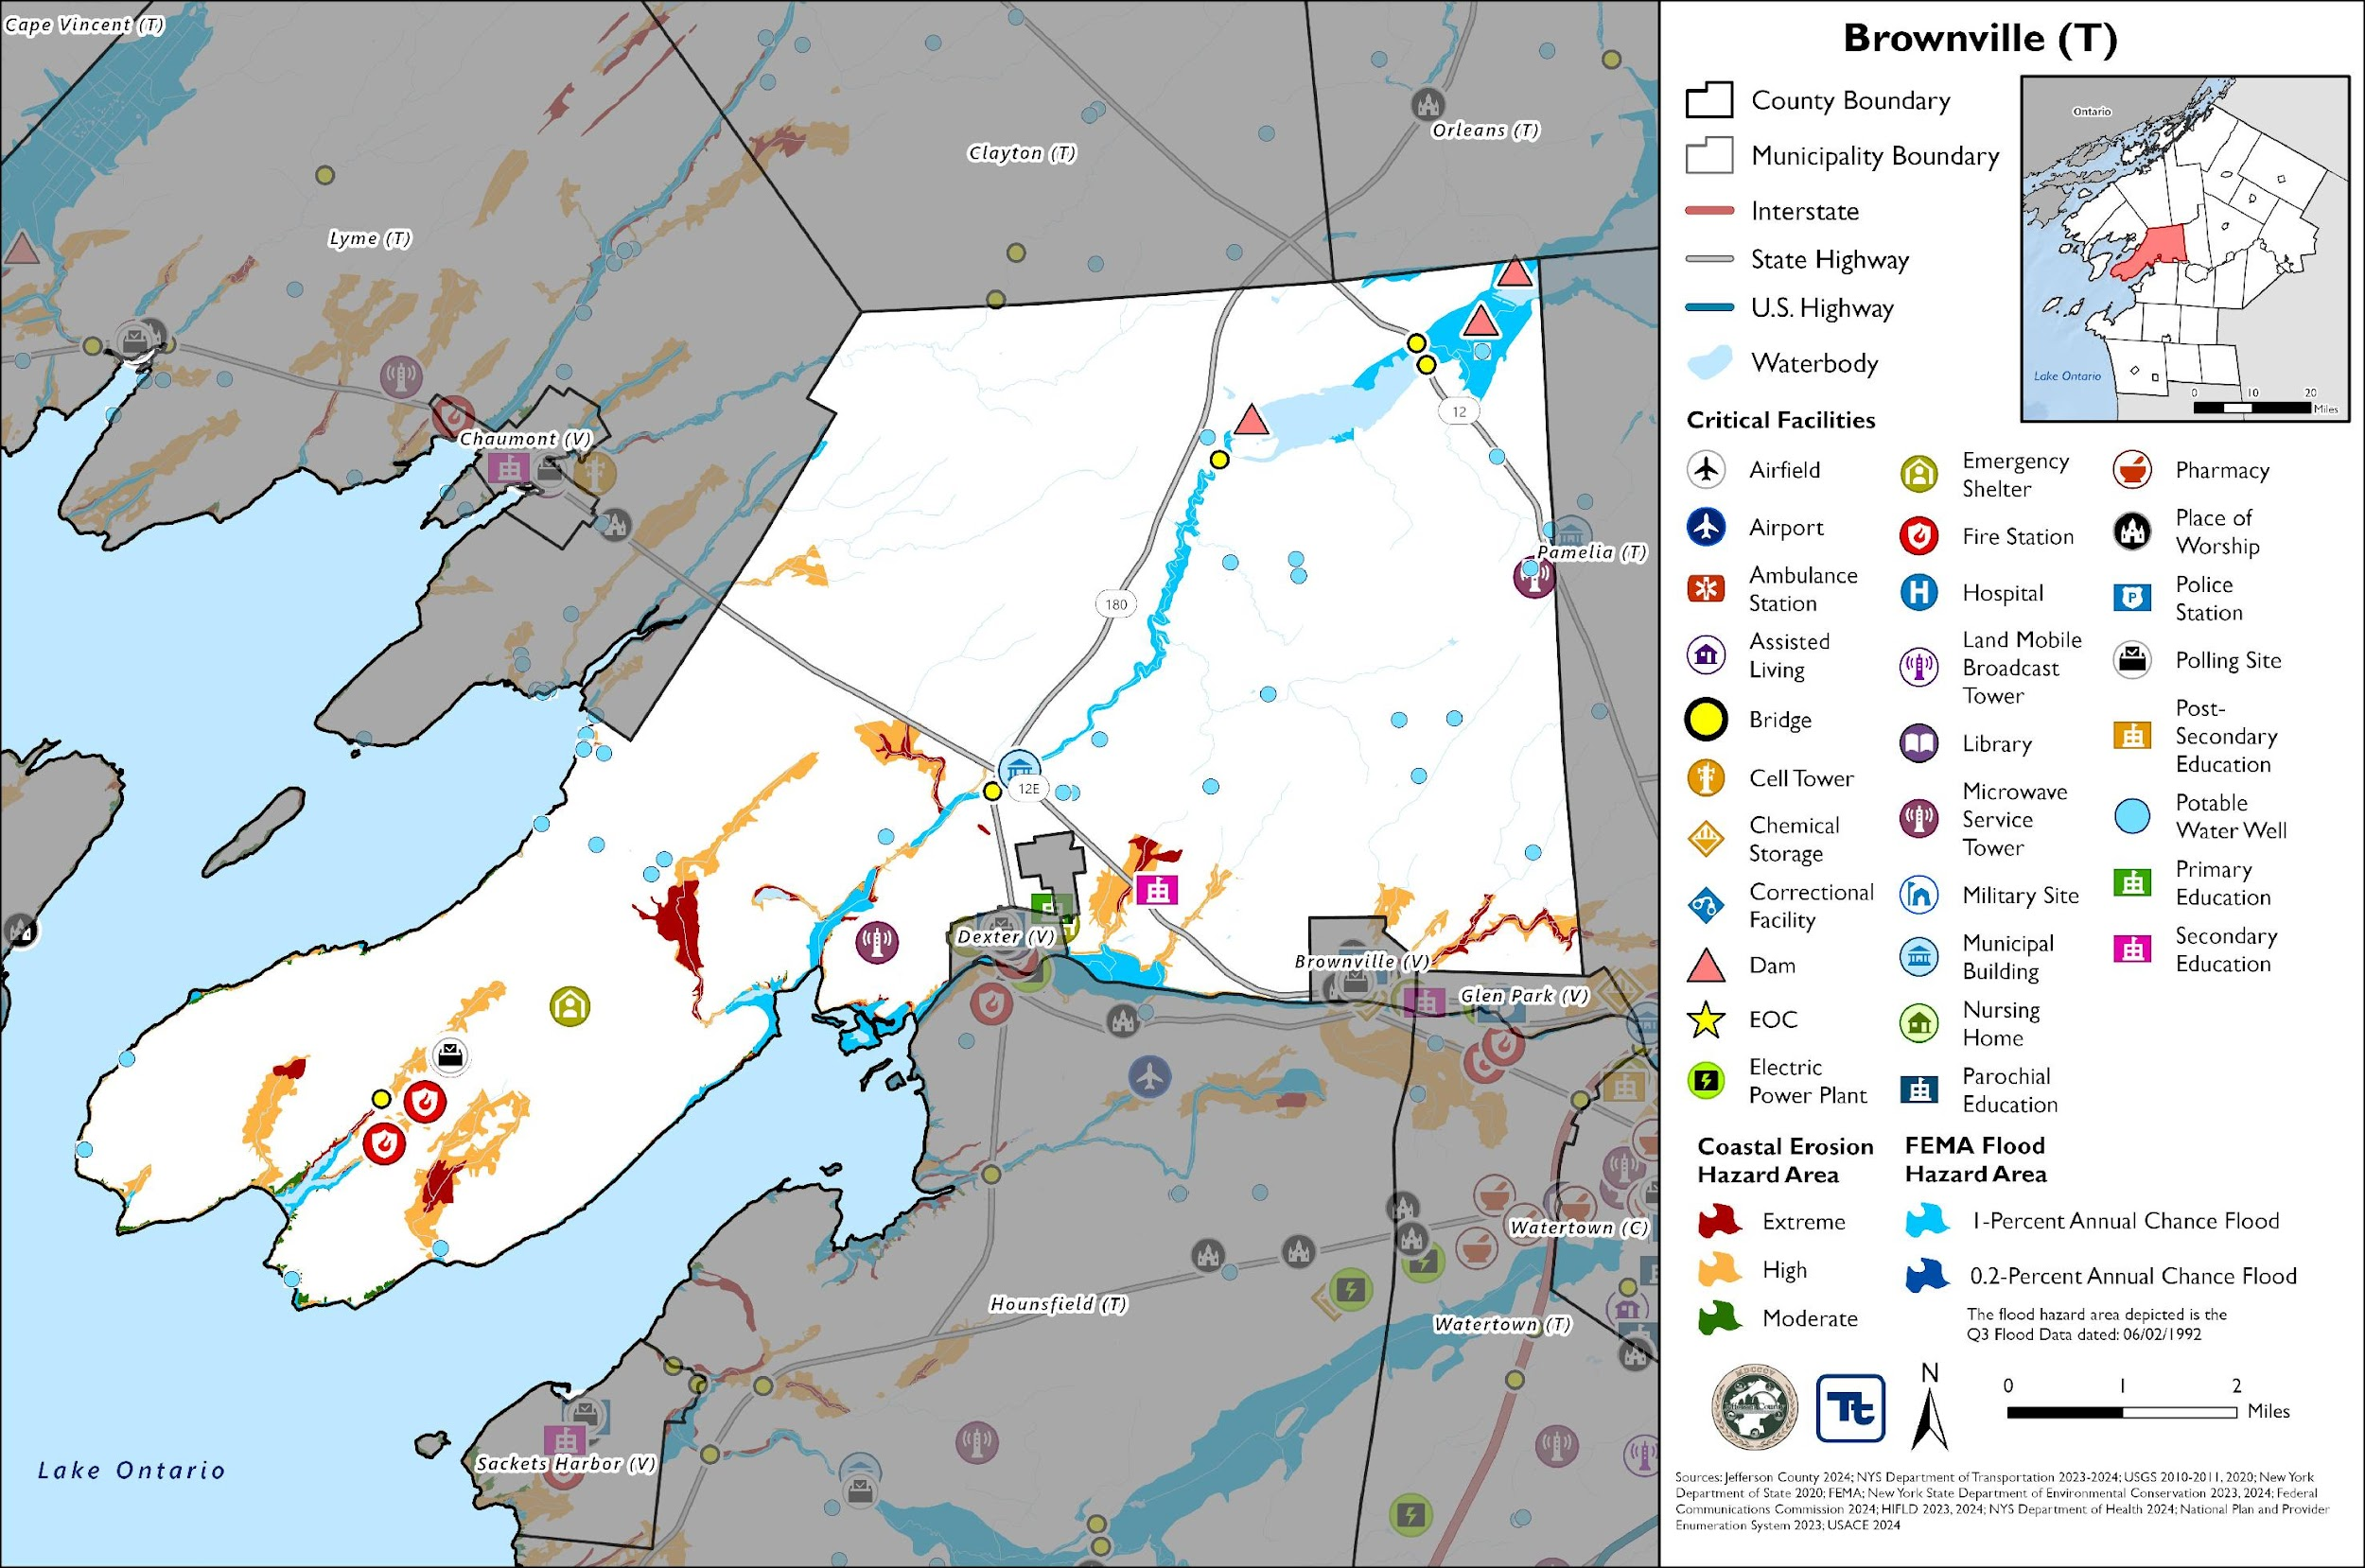 Cape Vincent (T)
Clayton (T)
Orleans (T)
Lyme (T)
Chaumont (V)
12
Pamelia (T)
180
12E
Dexter (V)
Brownville (V)
Glen Park (V)
Watertown (C)
Hounsfield (T)
Watertown (T)
Sackets Harbor (V)
Lake Ontario
Brownville (T)
County Boundary
Municipality Boundary
Interstate
State Highway
U.S. Highway
Waterbody
Ontario
Lake Ontario
0 10 20
Miles
Critical Facilities
Airfield
Airport
Ambulance
Station
Assisted
Living
Bridge
Cell Tower
Chemical
Storage
Correctional
Facility
Dam
EOC
Electric
Power Plant
Emergency
Shelter
Fire Station
Hospital
Land Mobile
Broadcast
Tower
Library
Microwave
Service
Tower
Military Site
Municipal
Building
Nursing
Home
Parochial
Education
Pharmacy
Place of
Worship
Police
Station
Polling Site
Post-
Secondary
Education
Potable
Water Well
Primary
Education
Secondary
Education
Coastal Erosion
Hazard Area
Extreme
High
Moderate
FEMA Flood
Hazard Area
1-Percent Annual Chance Flood
0.2-Percent Annual Chance Flood
The flood hazard area depicted is the
Q3 Flood Data dated: 06/02/1992
Tt
N
0 1 2
Miles
Sources: Jefferson County 2024; NYS Department of Transportation 2023-2024; USGS 2010-2011, 2020; New York
Department of State 2020; FEMA; New York State Department of Environmental Conservation 2023, 2024; Federal
Communications Commission 2024; HIFLD 2023, 2024; NYS Department of Health 2024; National Plan and Provider
Enumeration System 2023; USACE 2024